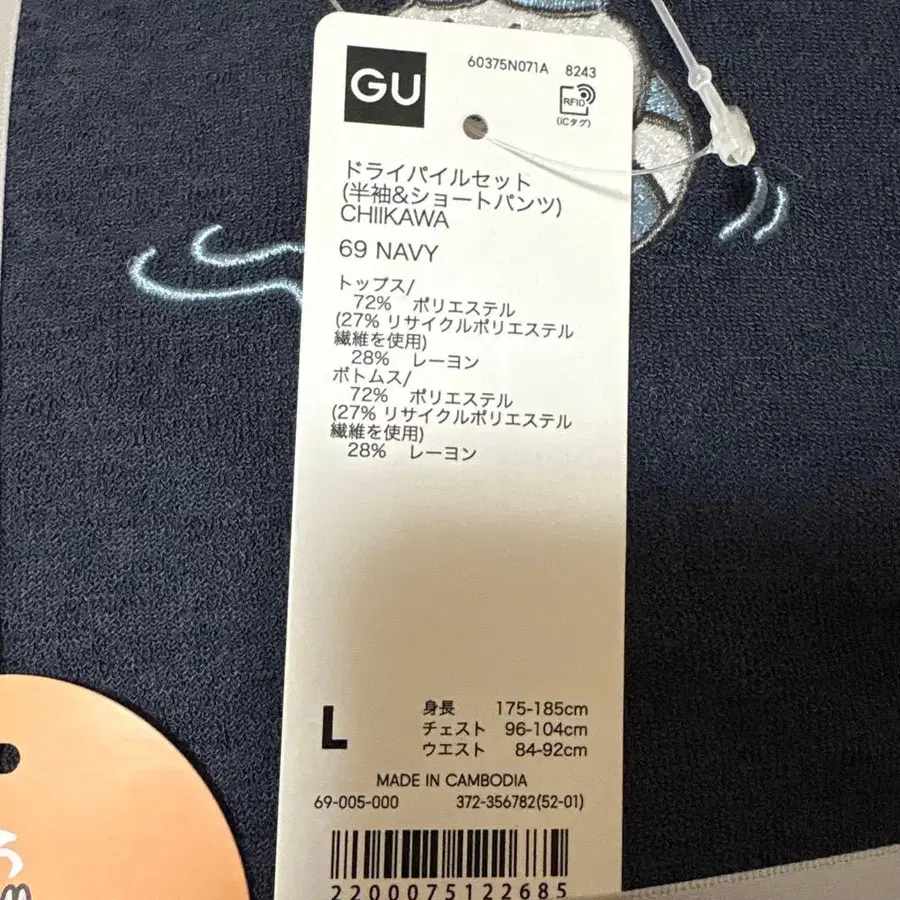 GU
60375N071A 8243
RFID
(ICタグ)
ドライパイルセット
(半袖&ショートパンツ)
CHIIKAWA
69 NAVY
トップス/
72% ポリエステル
(27% リサイクルポリエステル
繊維を使用)
28% レーヨン
ボトムス/
72% ポリエステル
(27% リサイクルポリエステル
繊維を使用)
28% レーヨン
L
身長 175-185cm
チェスト 96-104cm
ウエスト 84-92cm
MADE IN CAMBODIA
69-005-000 372-356782(52-01)
2200075122685